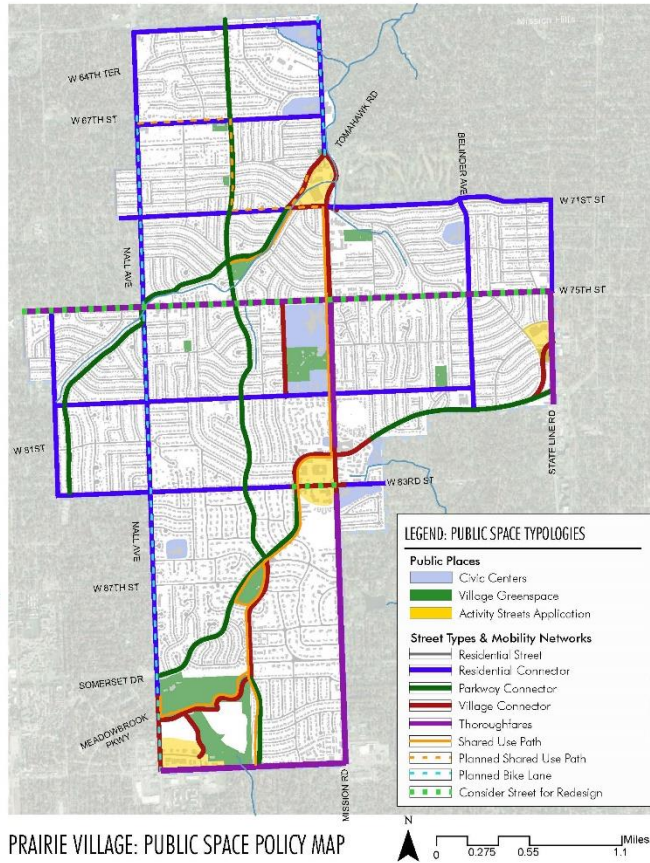 Mission Hills
W 64TH TER
W 67TH ST
TOMAHAWK RD
BELINDER AVE
W 71ST ST
NALL AVE
W 75TH ST
W 81ST
STATE LINE RD
W 83RD ST
NALL AVE
W 87TH ST
SOMERSET DR
MEADOWBROOK
PKWY
MISSION RD
LEGEND: PUBLIC SPACE TYPOLOGIES
Public Places
Civic Centers
Village Greenspace
Activity Streets Application
Street Types & Mobility Networks
Residential Street
Residential Connector
Parkway Connector
Village Connector
Thoroughfares
Shared Use Path
Planned Shared Use Path
Planned Bike Lane
Consider Street for Redesign
PRAIRIE VILLAGE: PUBLIC SPACE POLICY MAP
N
Miles
0 0.275 0.55 1.1